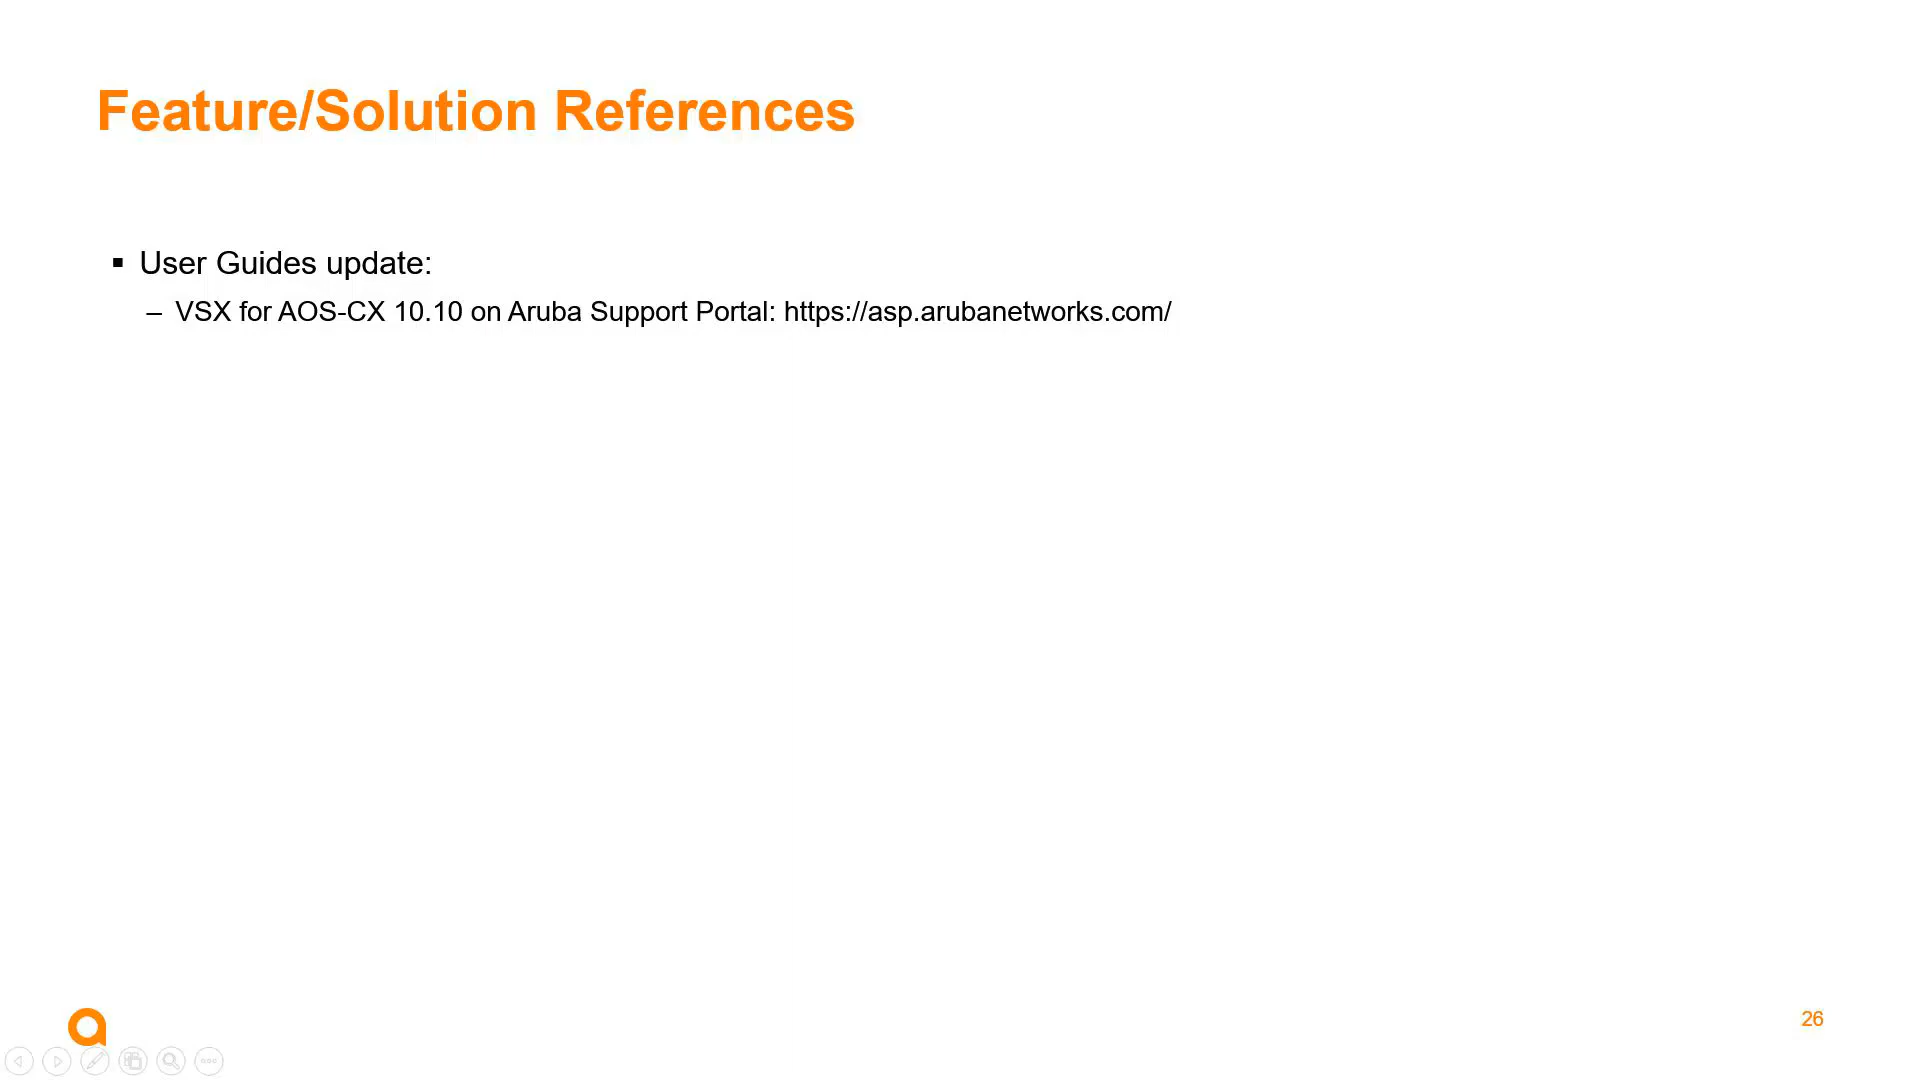 Feature/Solution References
▪ User Guides update:
– VSX for AOS-CX 10.10 on Aruba Support Portal: https://asp.arubanetworks.com/
26